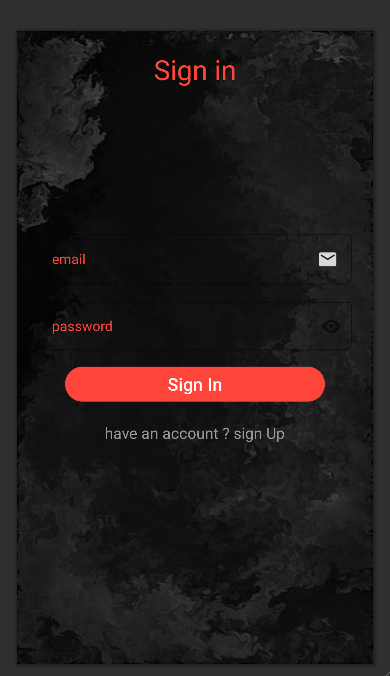 Sign in
email
password
Sign In
have an account ? sign Up